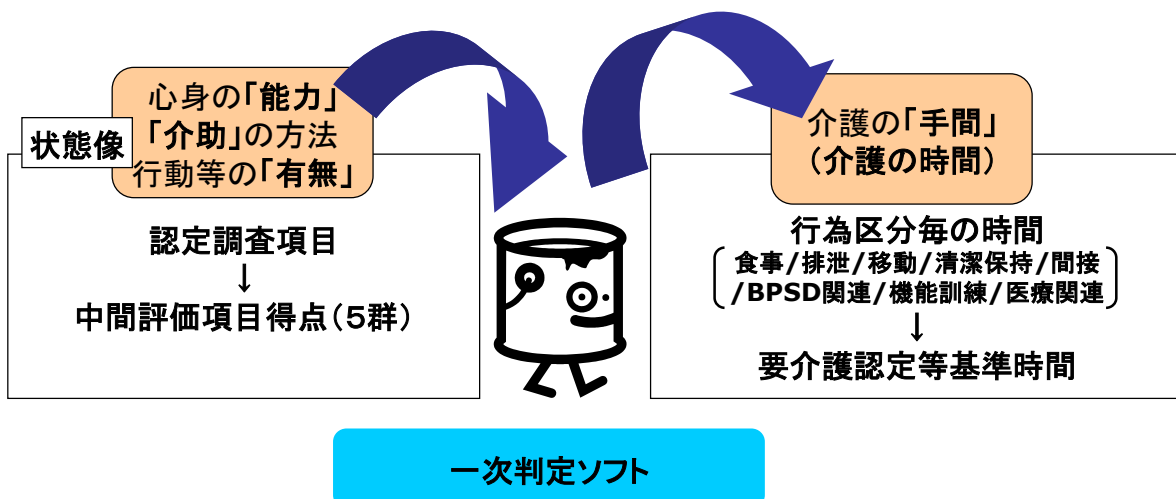 状態像
心身の「能力」
「介助」の方法
行動等の「有無」
認定調査項目
↓
中間評価項目得点(5群)
介護の「手間」
(介護の時間)
行為区分毎の時間
食事/排泄/移動/清潔保持/間接
/BPSD関連/機能訓練/医療関連
↓
要介護認定等基準時間
一次判定ソフト